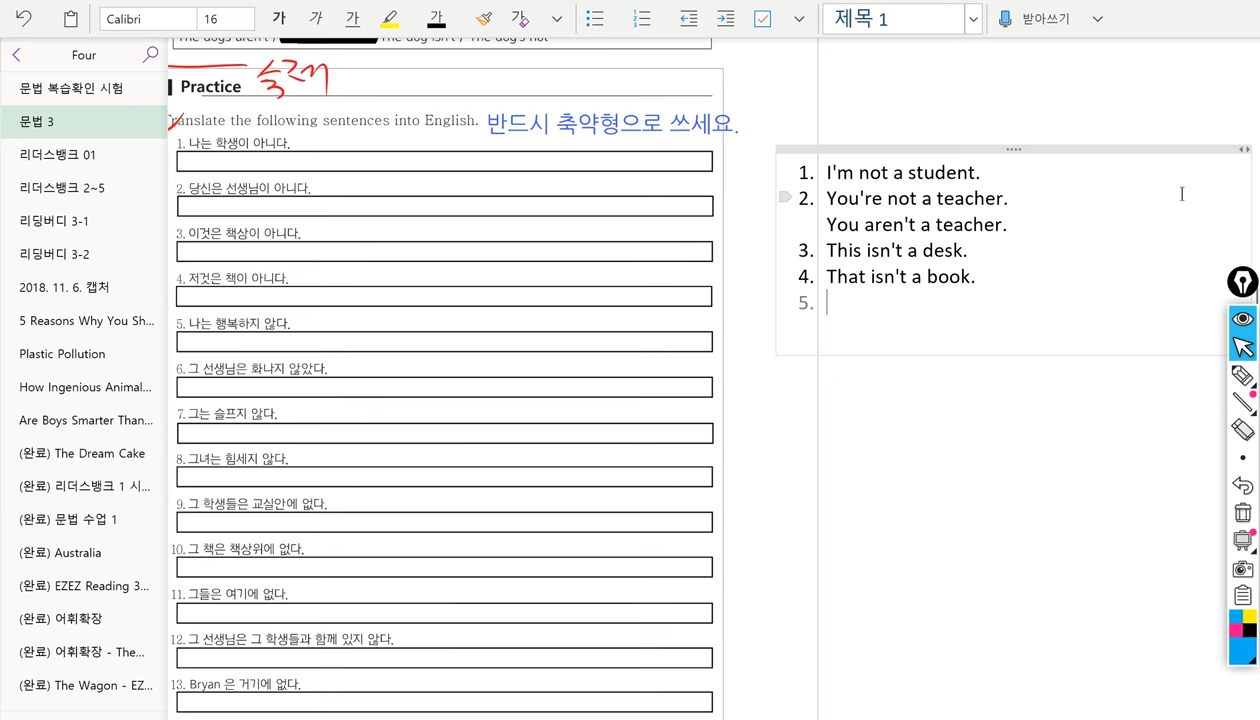 Calibri 16 가 가 가 가 가 제목 1 받아쓰기
The dogs aren't / The dog isn't / The dog's not
Four
Practice 숙제
Translate the following sentences into English. 반드시 축약형으로 쓰세요.
문법 복습확인 시험
문법 3
리더스뱅크 01
리더스뱅크 2~5
리딩버디 3-1
리딩버디 3-2
2018. 11. 6. 캡처
5 Reasons Why You Sh...
Plastic Pollution
How Ingenious Animal...
Are Boys Smarter Than...
(완료) The Dream Cake
(완료) 리더스뱅크 1 시...
(완료) 문법 수업 1
(완료) Australia
(완료) EZEZ Reading 3...
(완료) 어휘확장
(완료) 어휘확장 - The...
(완료) The Wagon - EZ...
1. 나는 학생이 아니다.
2. 당신은 선생님이 아니다.
3. 이것은 책상이 아니다.
4. 저것은 책이 아니다.
5. 나는 행복하지 않다.
6. 그 선생님은 화나지 않았다.
7. 그는 슬프지 않다.
8. 그녀는 힘세지 않다.
9. 그 학생들은 교실안에 없다.
10. 그 책은 책상위에 없다.
11. 그들은 여기에 없다.
12. 그 선생님은 그 학생들과 함께 있지 않다.
13. Bryan 은 거기에 없다.
1. I'm not a student.
2. You're not a teacher.
You aren't a teacher.
3. This isn't a desk.
4. That isn't a book.
5.